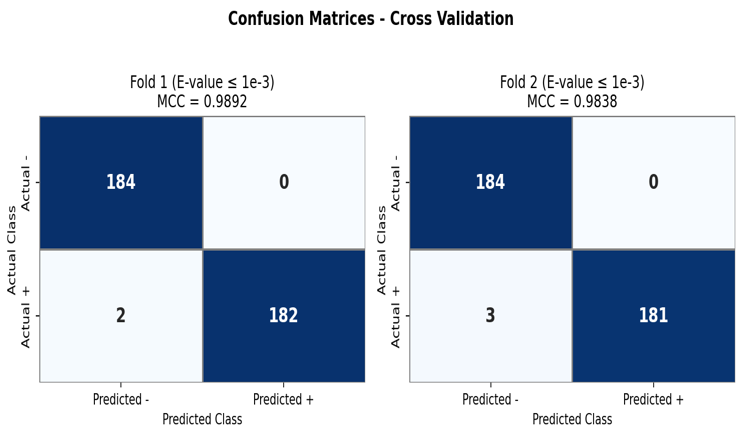 Confusion Matrices - Cross Validation
Fold 1 (E-value ≤ 1e-3)
MCC = 0.9892
Actual Class
Actual -
184
0
Actual +
2
182
Predicted -
Predicted +
Predicted Class
Fold 2 (E-value ≤ 1e-3)
MCC = 0.9838
Actual Class
Actual -
184
0
Actual +
3
181
Predicted -
Predicted +
Predicted Class